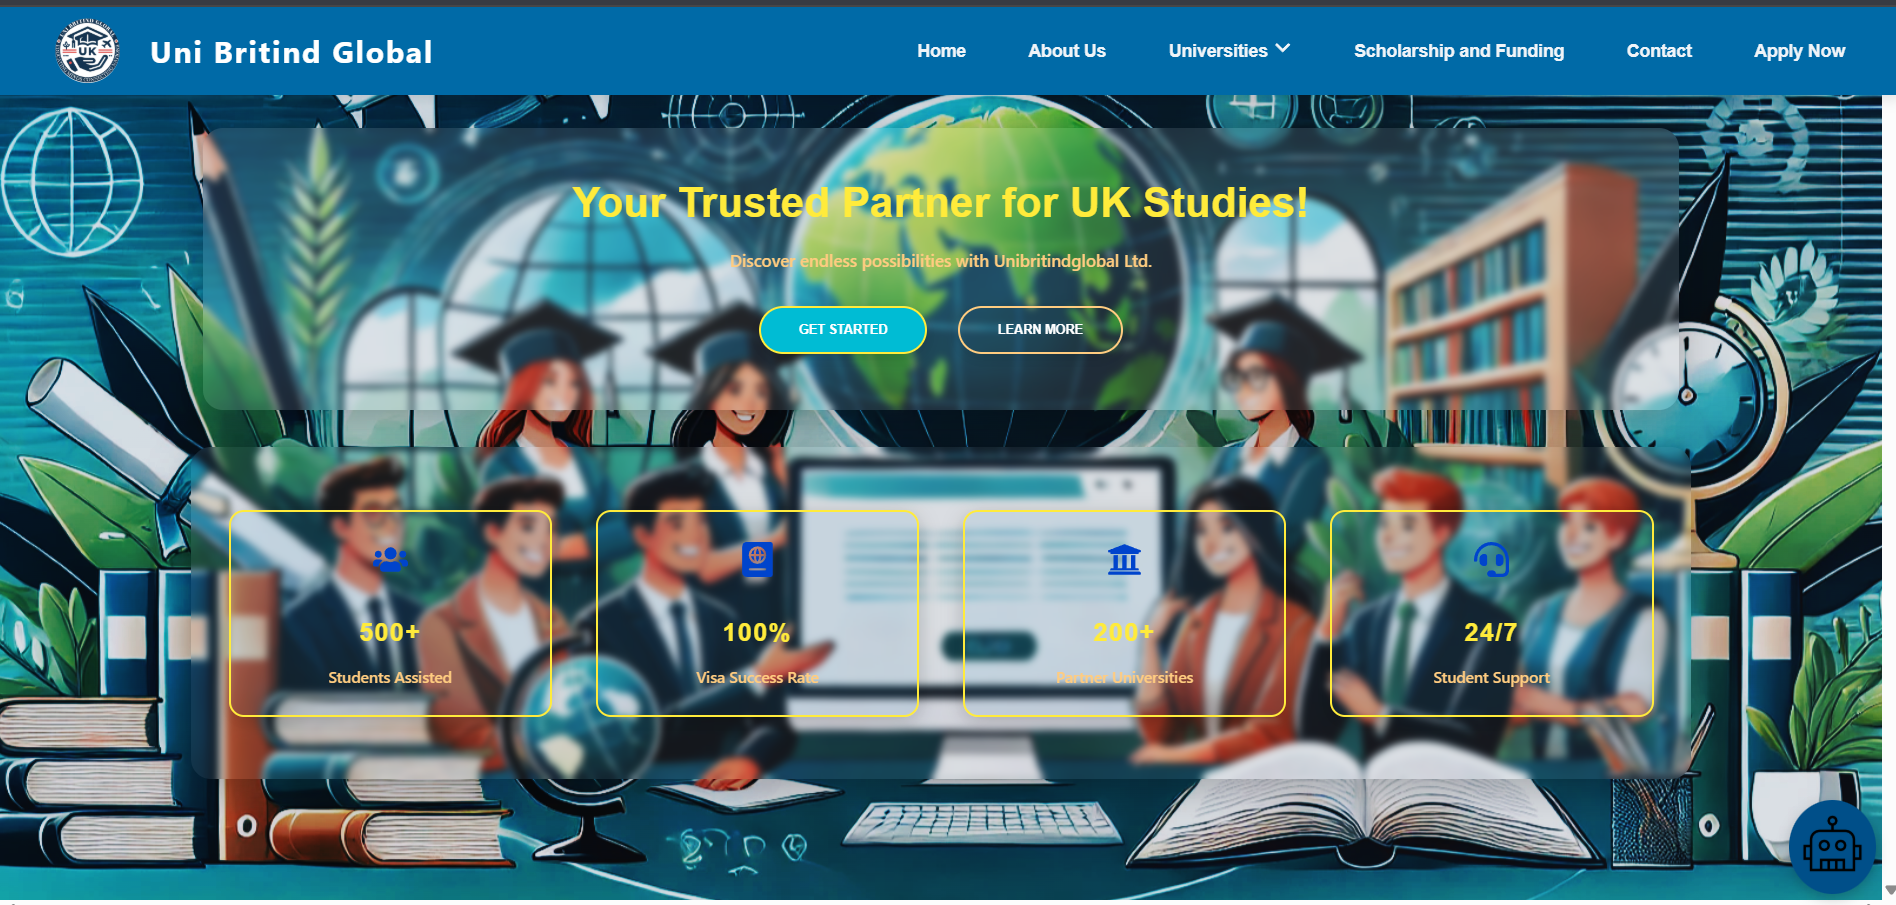 UK
Uni Britind Global
Home
About Us
Universities
Scholarship and Funding
Contact
Apply Now
Your Trusted Partner for UK Studies!
Discover endless possibilities with Unibritindglobal Ltd.
GET STARTED
LEARN MORE
500+
Students Assisted
100%
Visa Success Rate
200+
Partner Universities
24/7
Student Support